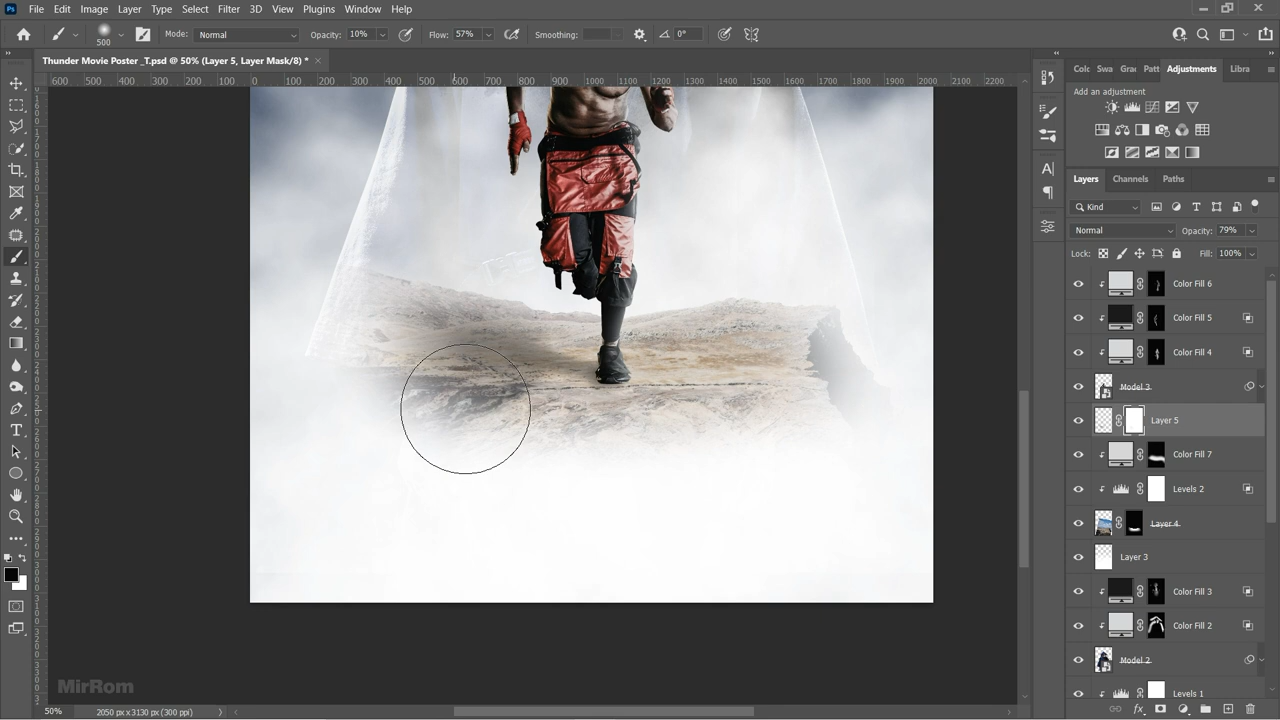 File Edit Image Layer Type Select Filter 3D View Plugins Window Help
500 Mode: Normal Opacity: 10% Flow: 57% Smoothing: 0°
Thunder Movie Poster _T.psd @ 50% (Layer 5, Layer Mask/8) *
600 500 400 300 200 100 0 100 200 300 400 500 600 700 800 900 1000 1100 1200 1300 1400 1500 1600 1700 1800 1900 2000 2100 2200
Colc Swa Grac Patt Adjustments Libra
Add an adjustment
Layers Channels Paths
Kind
Normal Opacity: 79%
Lock: Fill: 100%
Color Fill 6
Color Fill 5
Color Fill 4
Model 3
Layer 5
Color Fill 7
Levels 2
Layer 4
Layer 3
Color Fill 3
Color Fill 2
Model 2
Levels 1
MirRom
50% 2050 px x 3130 px (300 ppi)